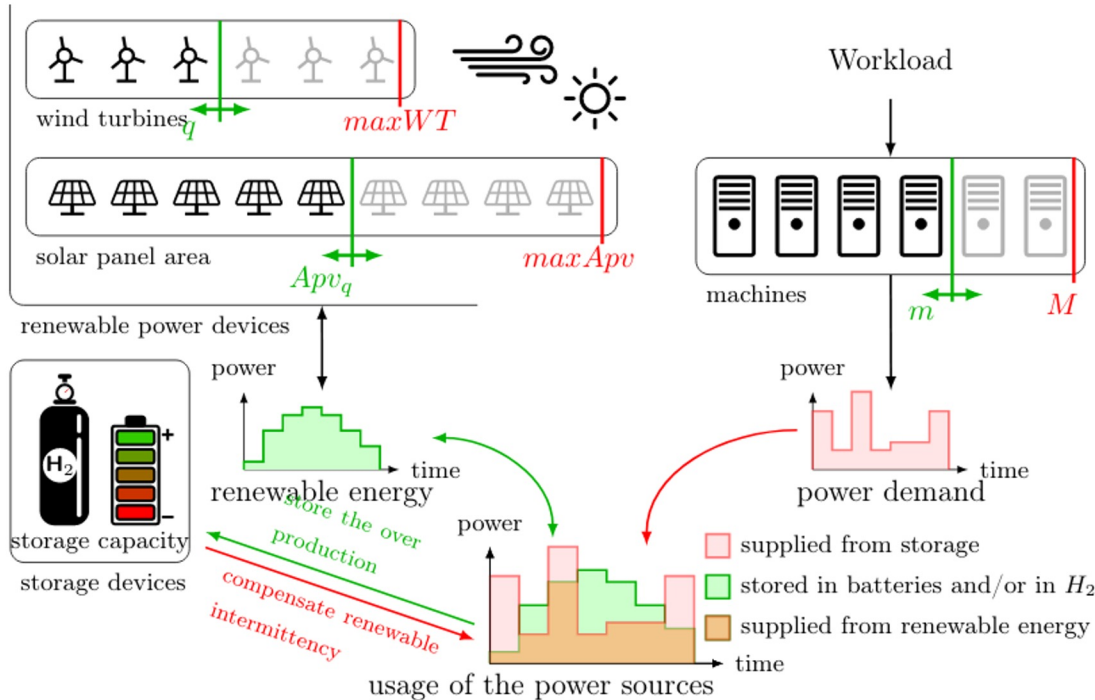 wind turbines
q
maxWT
Workload
solar panel area
Apv_q
maxApv
machines
m
M
renewable power devices
power
time
renewable energy
power
time
power demand
H₂
+
−
storage capacity
storage devices
store the over
production
compensate renewable
intermittency
power
time
usage of the power sources
supplied from storage
stored in batteries and/or in H₂
supplied from renewable energy